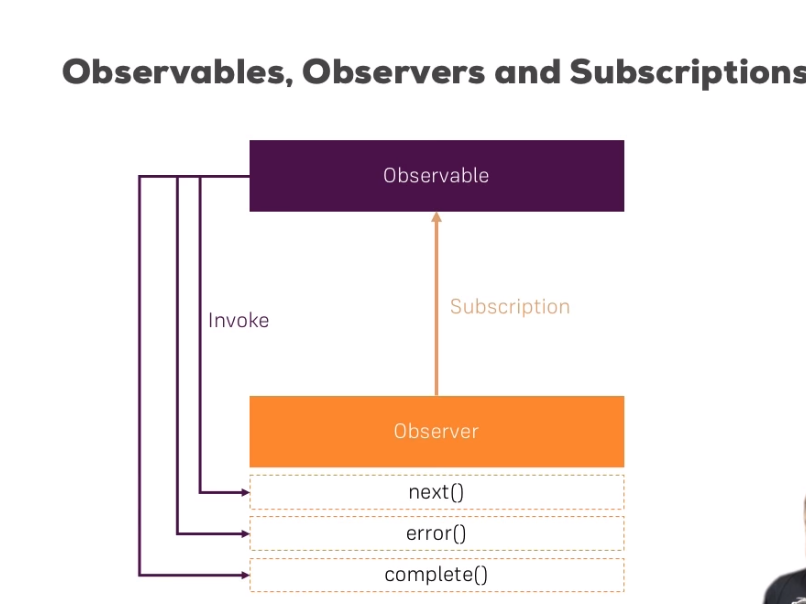 Observables, Observers and Subscriptions
Observable
Subscription
Invoke
Observer
next()
error()
complete()